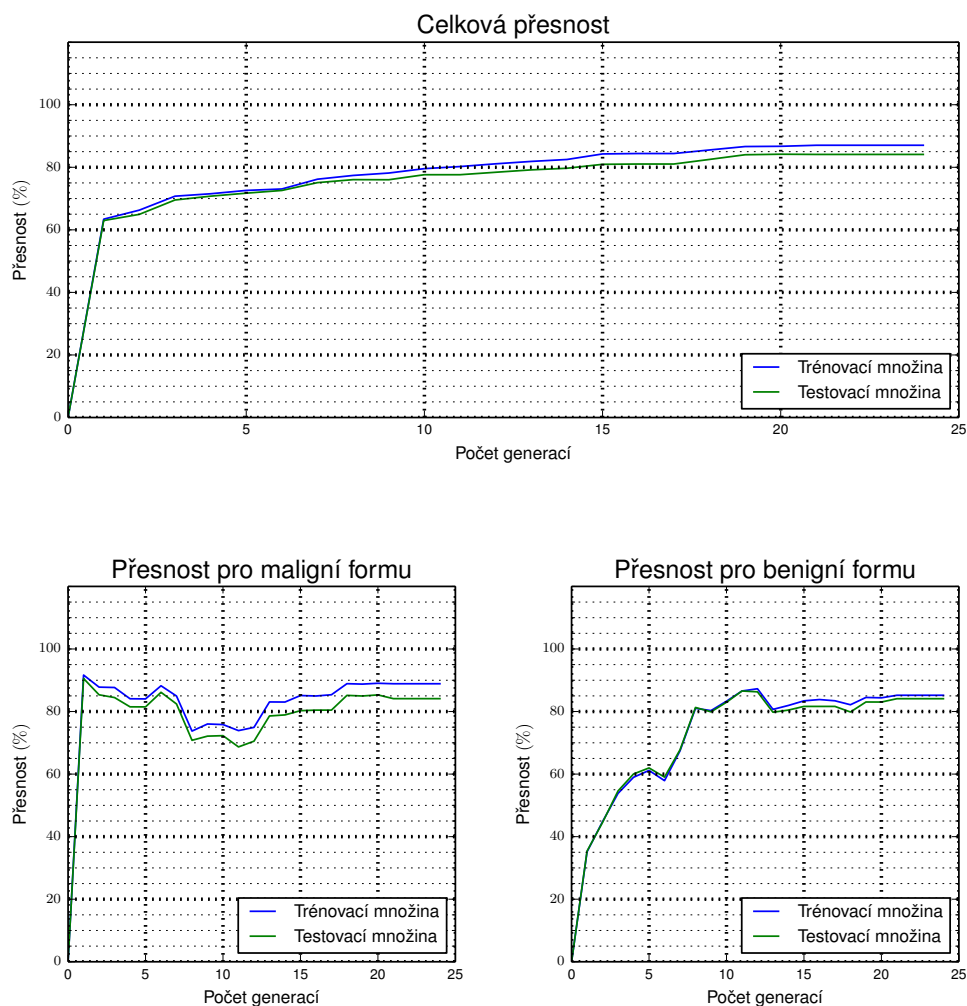 Celková přesnost
Přesnost (%)
100
80
60
40
20
0
0 5 10 15 20 25
Počet generací
Trénovací množina
Testovací množina
Přesnost pro maligní formu
Přesnost (%)
100
80
60
40
20
0
0 5 10 15 20 25
Počet generací
Trénovací množina
Testovací množina
Přesnost pro benigní formu
Přesnost (%)
100
80
60
40
20
0
0 5 10 15 20 25
Počet generací
Trénovací množina
Testovací množina